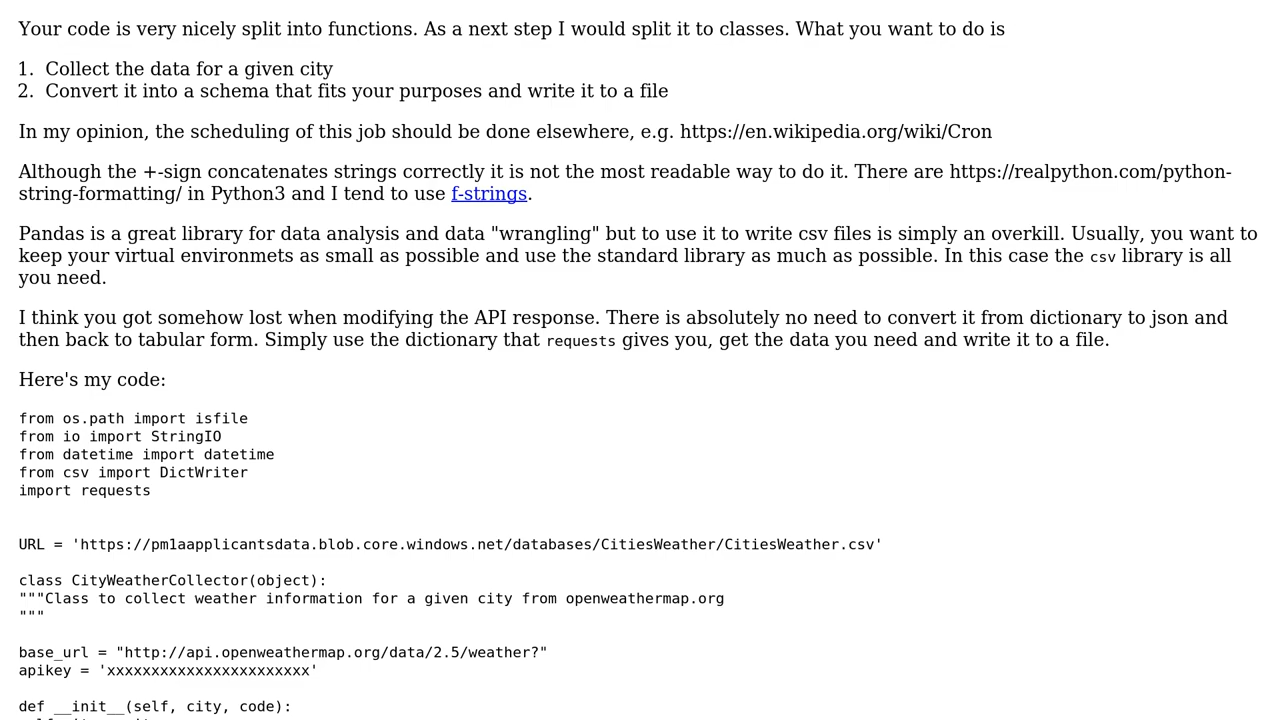 Your code is very nicely split into functions. As a next step I would split it to classes. What you want to do is
1. Collect the data for a given city
2. Convert it into a schema that fits your purposes and write it to a file
In my opinion, the scheduling of this job should be done elsewhere, e.g. https://en.wikipedia.org/wiki/Cron
Although the +-sign concatenates strings correctly it is not the most readable way to do it. There are https://realpython.com/python-
string-formatting/ in Python3 and I tend to use f-strings.
Pandas is a great library for data analysis and data "wrangling" but to use it to write csv files is simply an overkill. Usually, you want to
keep your virtual environmets as small as possible and use the standard library as much as possible. In this case the csv library is all
you need.
I think you got somehow lost when modifying the API response. There is absolutely no need to convert it from dictionary to json and
then back to tabular form. Simply use the dictionary that requests gives you, get the data you need and write it to a file.
Here's my code:
from os.path import isfile
from io import StringIO
from datetime import datetime
from csv import DictWriter
import requests
URL = 'https://pm1aapplicantsdata.blob.core.windows.net/databases/CitiesWeather/CitiesWeather.csv'
class CityWeatherCollector(object):
"""Class to collect weather information for a given city from openweathermap.org
"""
base_url = "http://api.openweathermap.org/data/2.5/weather?"
apikey = 'xxxxxxxxxxxxxxxxxxxxxxx'
def __init__(self, city, code):